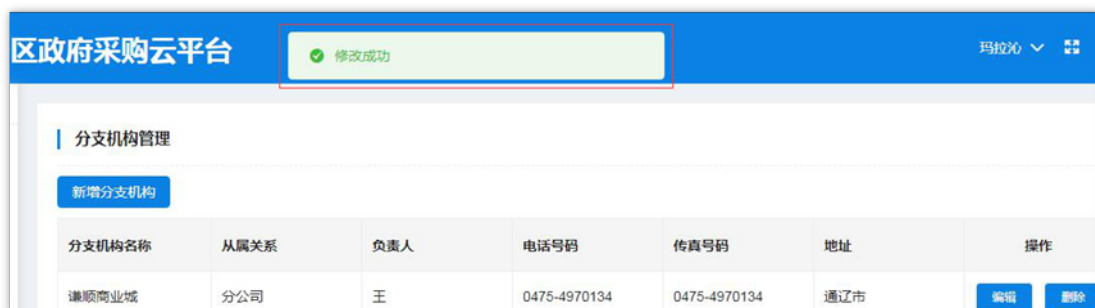 区政府采购云平台
修改成功
玛拉沁
分支机构管理
新增分支机构
分支机构名称 从属关系 负责人 电话号码 传真号码 地址 操作
谦顺商业城 分公司 王 0475-4970134 0475-4970134 通辽市 编辑 删除